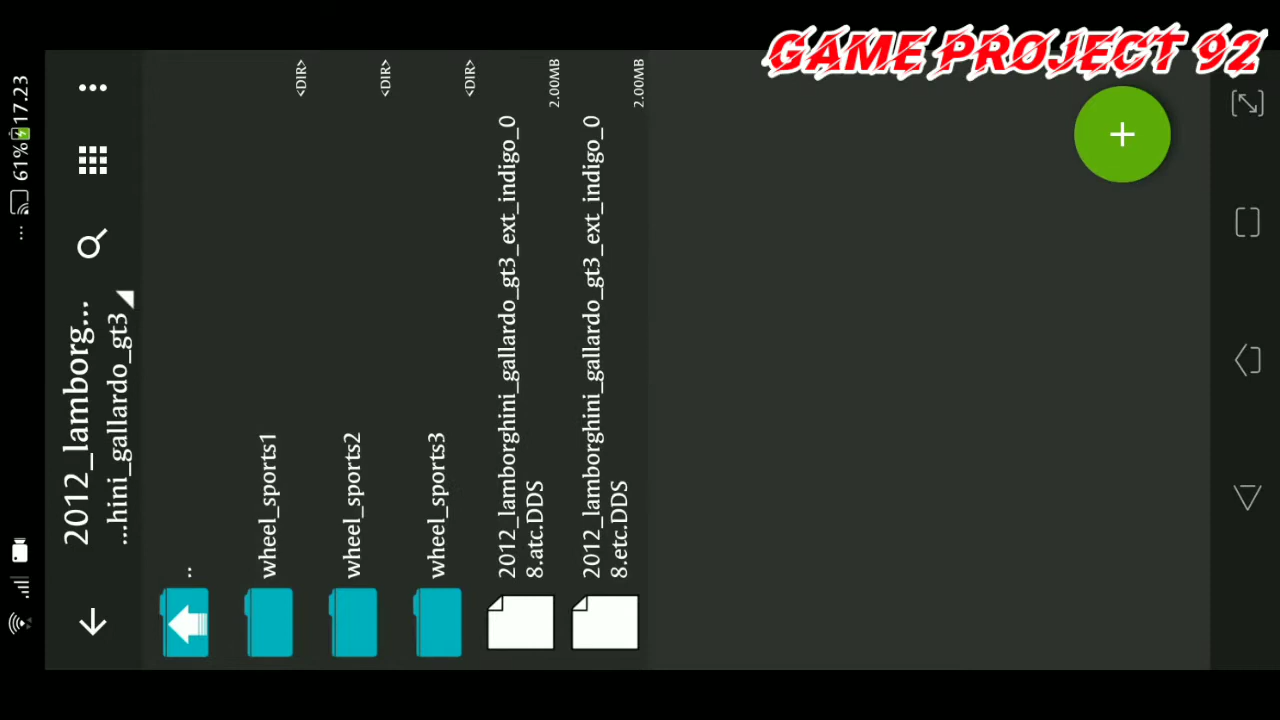 GAME PROJECT 92
... 61% 17.23
2012_lamborg...
...hini_gallardo_gt3
..
wheel_sports1
<DIR>
wheel_sports2
<DIR>
wheel_sports3
<DIR>
2012_lamborghini_gallardo_gt3_ext_indigo_0
8.atc.DDS
2.00MB
2012_lamborghini_gallardo_gt3_ext_indigo_0
8.etc.DDS
2.00MB